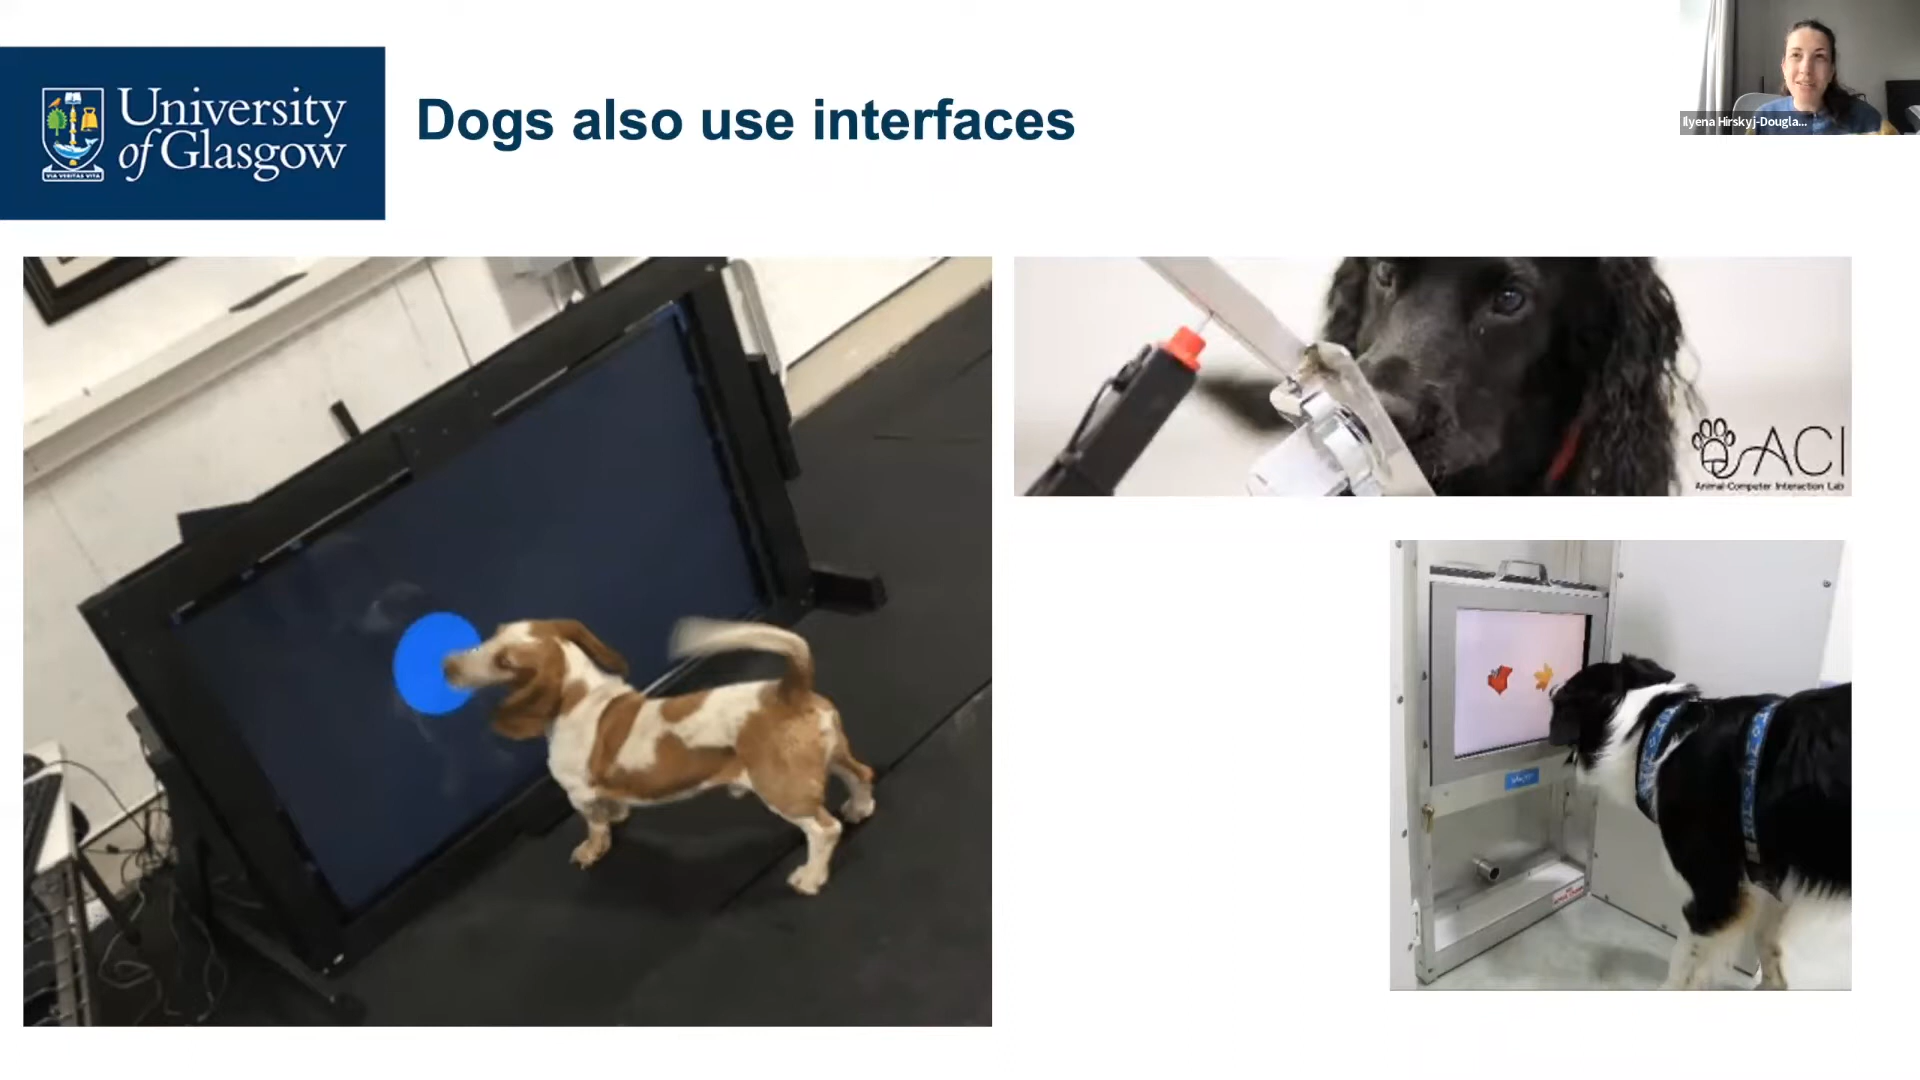 University
of Glasgow
VIA VERITAS VITA
Dogs also use interfaces
Ilyena Hirskyj-Dougla...
ACI
Animal-Computer Interaction Lab